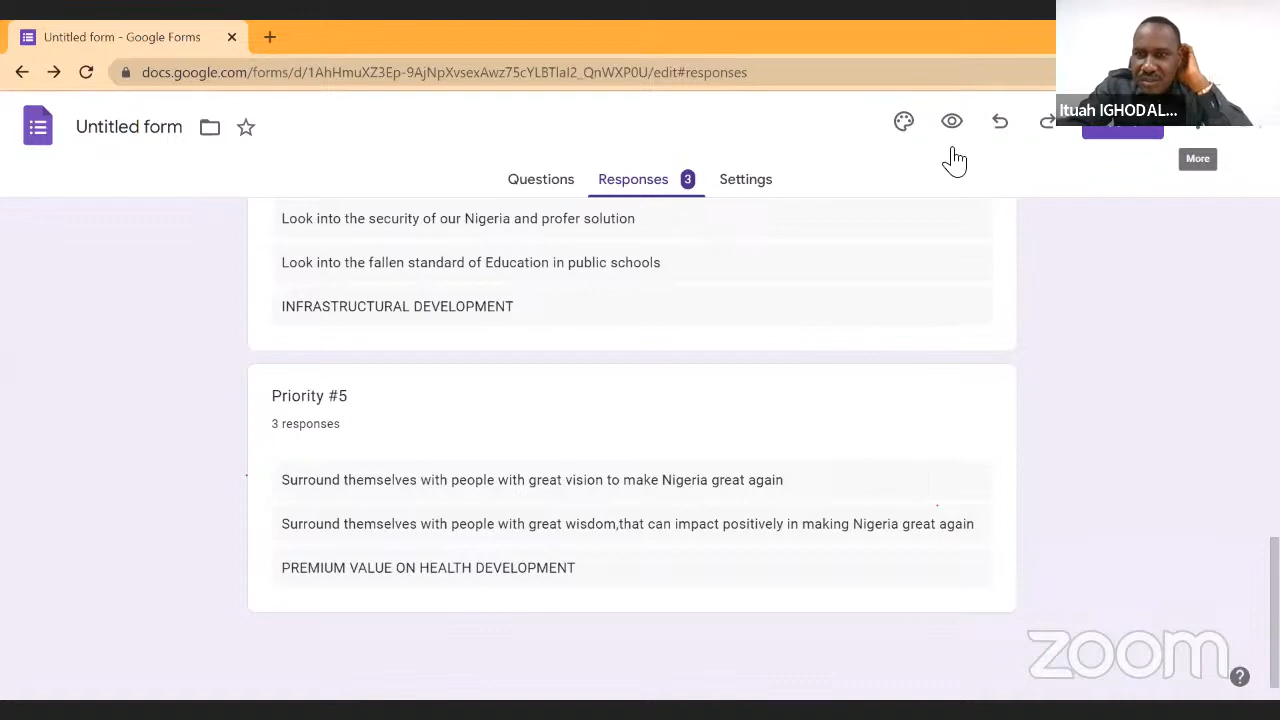 Untitled form - Google Forms
docs.google.com/forms/d/1AhHmuXZ3Ep-9AjNpXvsexAwz75cYLBTlaI2_QnWXP0U/edit#responses
Ituah IGHODAL...
Untitled form
More
Questions
Responses 3
Settings
Look into the security of our Nigeria and profer solution
Look into the fallen standard of Education in public schools
INFRASTRUCTURAL DEVELOPMENT
Priority #5
3 responses
Surround themselves with people with great vision to make Nigeria great again
Surround themselves with people with great wisdom,that can impact positively in making Nigeria great again
PREMIUM VALUE ON HEALTH DEVELOPMENT
zoom